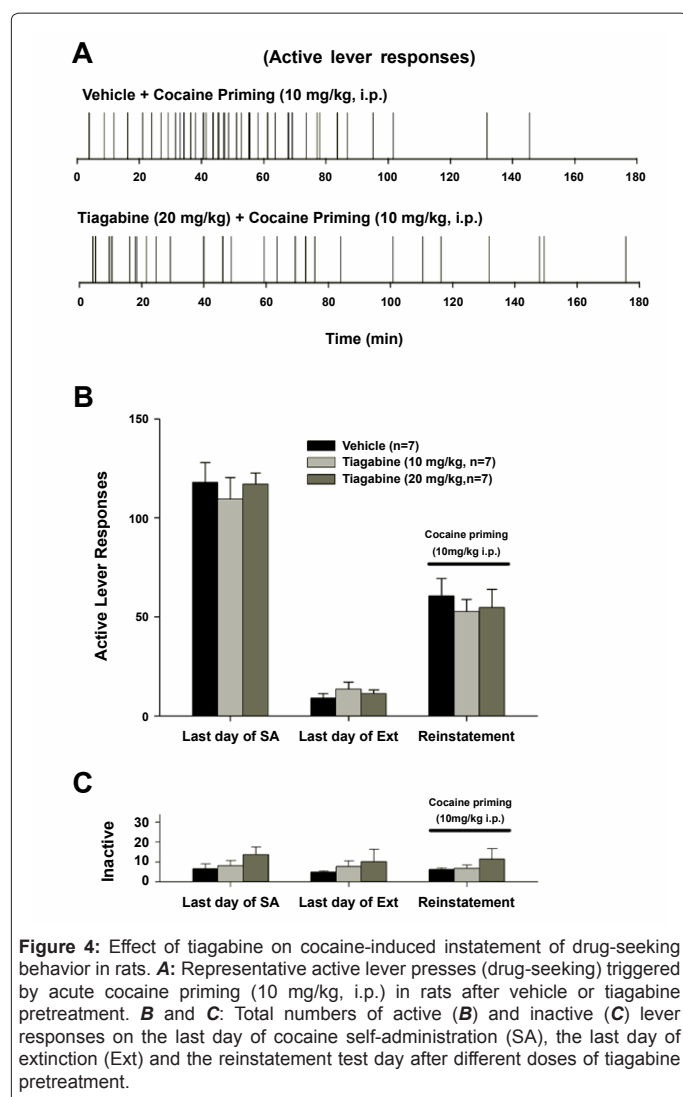 A
(Active lever responses)
Vehicle + Cocaine Priming (10 mg/kg, i.p.)
0 20 40 60 80 100 120 140 160 180
Tiagabine (20 mg/kg) + Cocaine Priming (10 mg/kg, i.p.)
0 20 40 60 80 100 120 140 160 180
Time (min)
B
Active Lever Responses
150
100
50
0
Vehicle (n=7)
Tiagabine (10 mg/kg, n=7)
Tiagabine (20 mg/kg,n=7)
Cocaine priming
(10mg/kg i.p.)
Last day of SA Last day of Ext Reinstatement
C
Inactive
30
20
10
0
Cocaine priming
(10mg/kg i.p.)
Last day of SA Last day of Ext Reinstatement
Figure 4: Effect of tiagabine on cocaine-induced instatement of drug-seeking
behavior in rats. A: Representative active lever presses (drug-seeking) triggered
by acute cocaine priming (10 mg/kg, i.p.) in rats after vehicle or tiagabine
pretreatment. B and C: Total numbers of active (B) and inactive (C) lever
responses on the last day of cocaine self-administration (SA), the last day of
extinction (Ext) and the reinstatement test day after different doses of tiagabine
pretreatment.